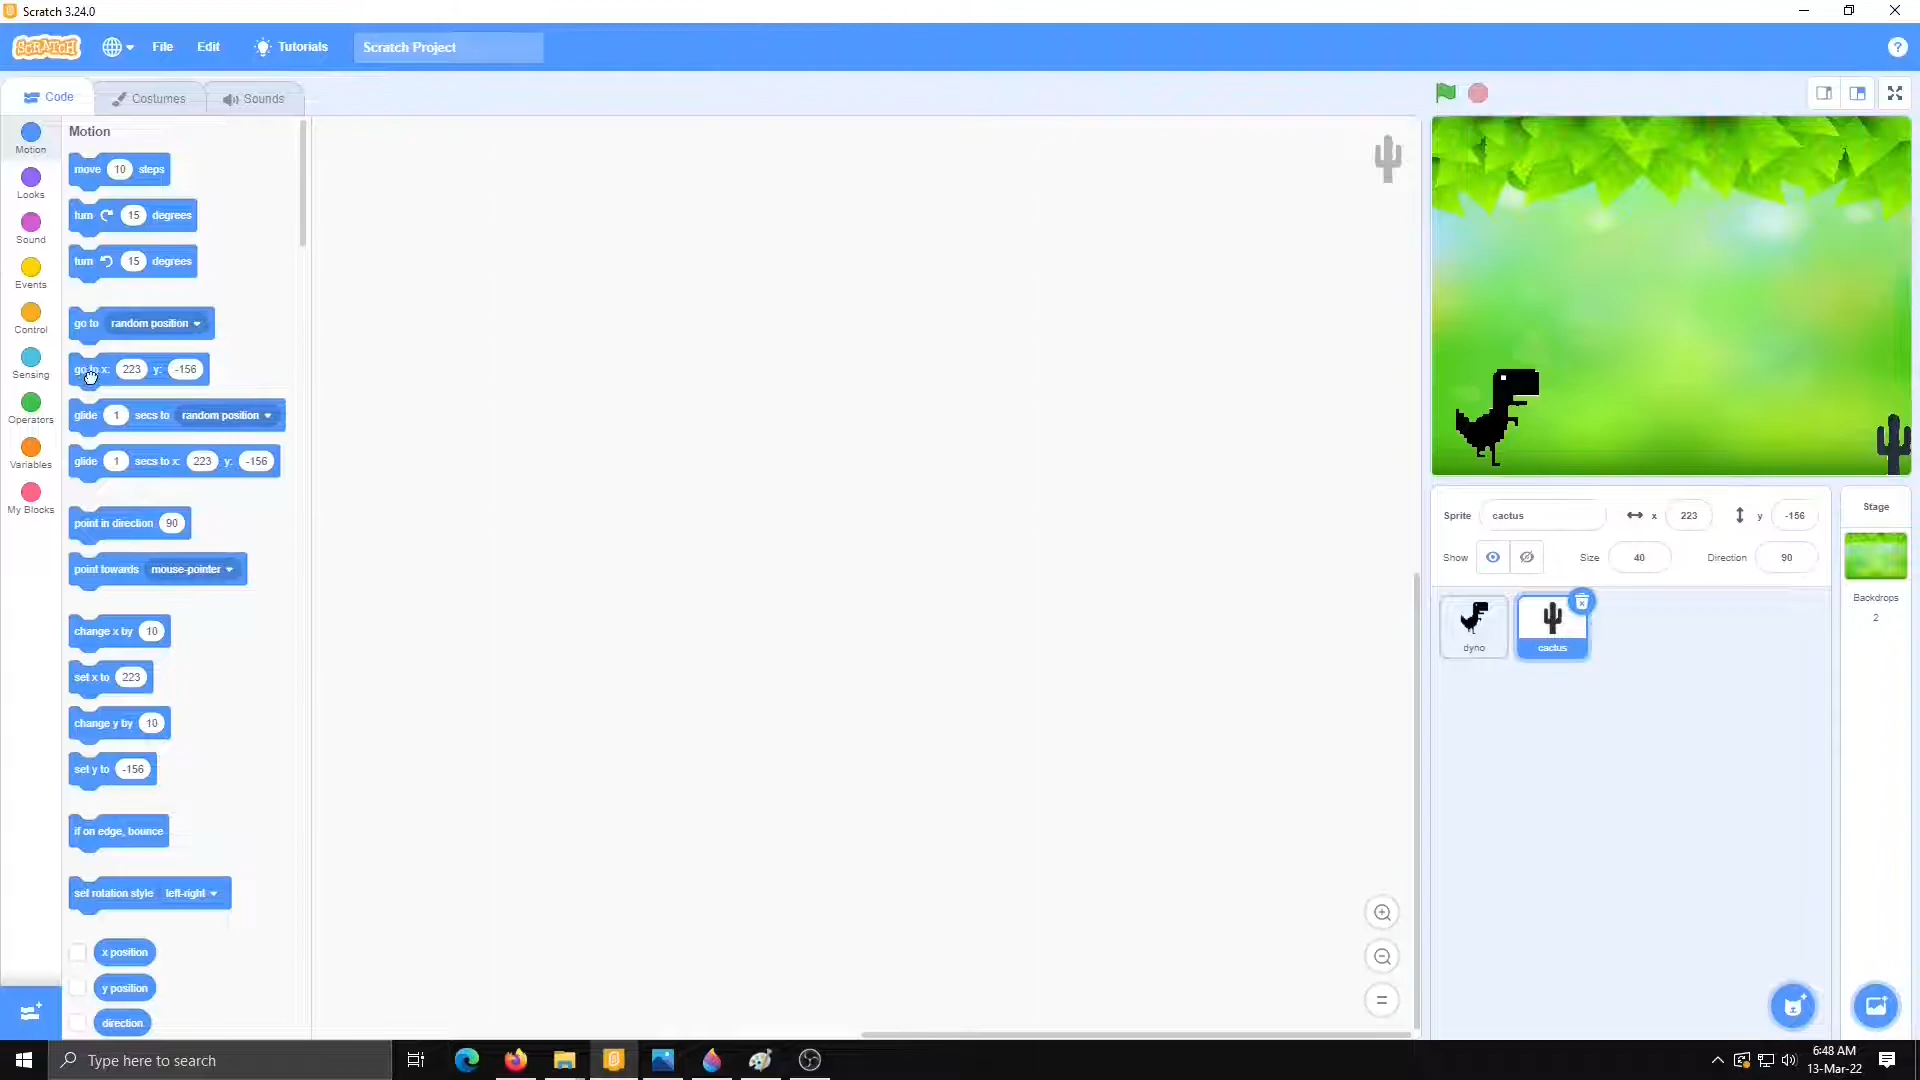 Scratch 3.24.0
SCRATCH File Edit Tutorials Scratch Project ?
Code Costumes Sounds
Motion
Looks
Sound
Events
Control
Sensing
Operators
Variables
My Blocks
Motion
move 10 steps
turn 15 degrees
turn 15 degrees
go to random position
go to x: 223 y: -156
glide 1 secs to random position
glide 1 secs to x: 223 y: -156
point in direction 90
point towards mouse-pointer
change x by 10
set x to 223
change y by 10
set y to -156
if on edge, bounce
set rotation style left-right
x position
y position
direction
Sprite cactus x 223 y -156
Show Size 40 Direction 90
dyno
cactus
Stage
Backdrops
2
Type here to search
6:48 AM
13-Mar-22